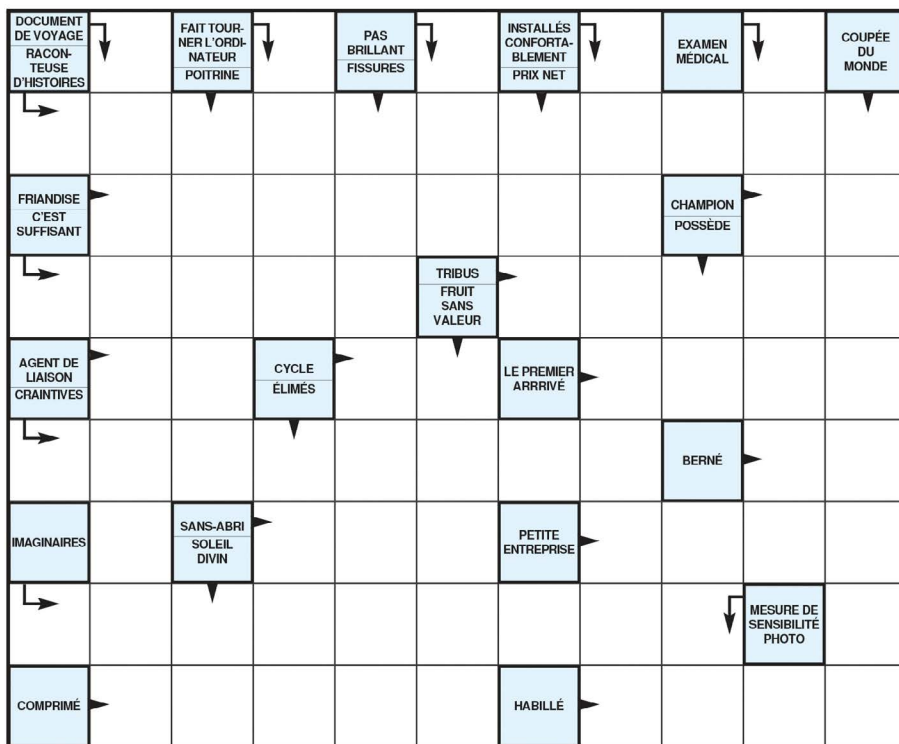 DOCUMENT
DE VOYAGE
RACON-
TEUSE
D'HISTOIRES
FAIT TOUR-
NER L'ORDI-
NATEUR
POITRINE
PAS
BRILLANT
FISSURES
INSTALLÉS
CONFORTA-
BLEMENT
PRIX NET
EXAMEN
MÉDICAL
COUPÉE
DU
MONDE
FRIANDISE
C'EST
SUFFISANT
CHAMPION
POSSÈDE
TRIBUS
FRUIT
SANS
VALEUR
AGENT DE
LIAISON
CRAINTIVES
CYCLE
ÉLIMÉS
LE PREMIER
ARRRIVÉ
BERNÉ
IMAGINAIRES
SANS-ABRI
SOLEIL
DIVIN
PETITE
ENTREPRISE
MESURE DE
SENSIBILITÉ
PHOTO
COMPRIMÉ
HABILLÉ